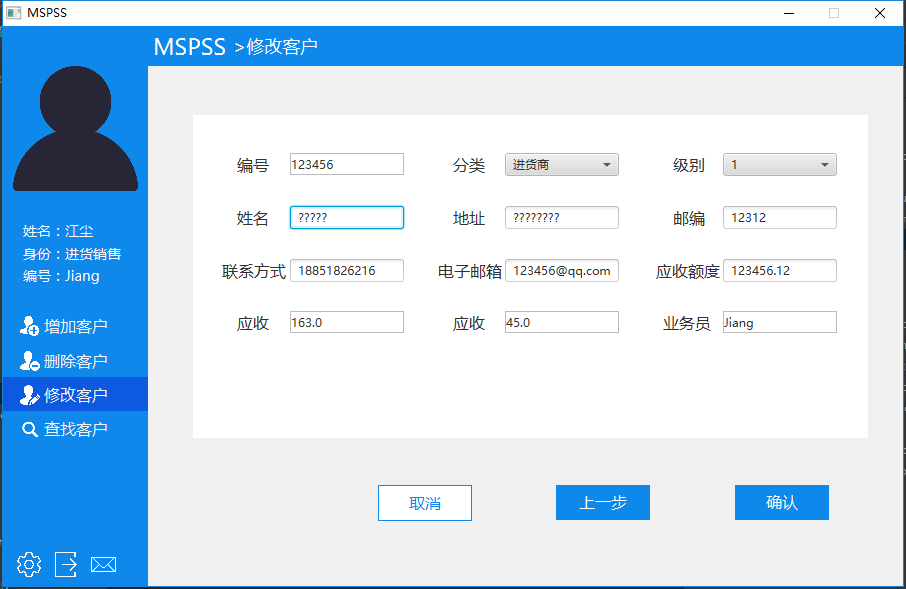 MSPSS
MSPSS >修改客户
姓名：江尘
身份：进货销售
编号：Jiang
增加客户
删除客户
修改客户
查找客户
编号 123456 分类 进货商 级别 1
姓名 ????? 地址 ???????? 邮编 12312
联系方式 18851826216 电子邮箱 123456@qq.com 应收额度 123456.12
应收 163.0 应收 45.0 业务员 Jiang
取消 上一步 确认